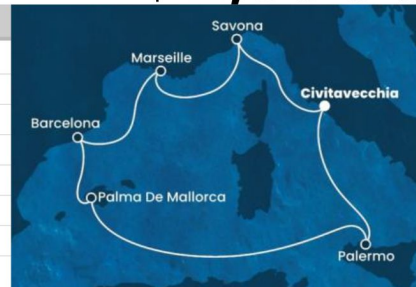 Savona
Marseille
Civitavecchia
Barcelona
Palma De Mallorca
Palermo